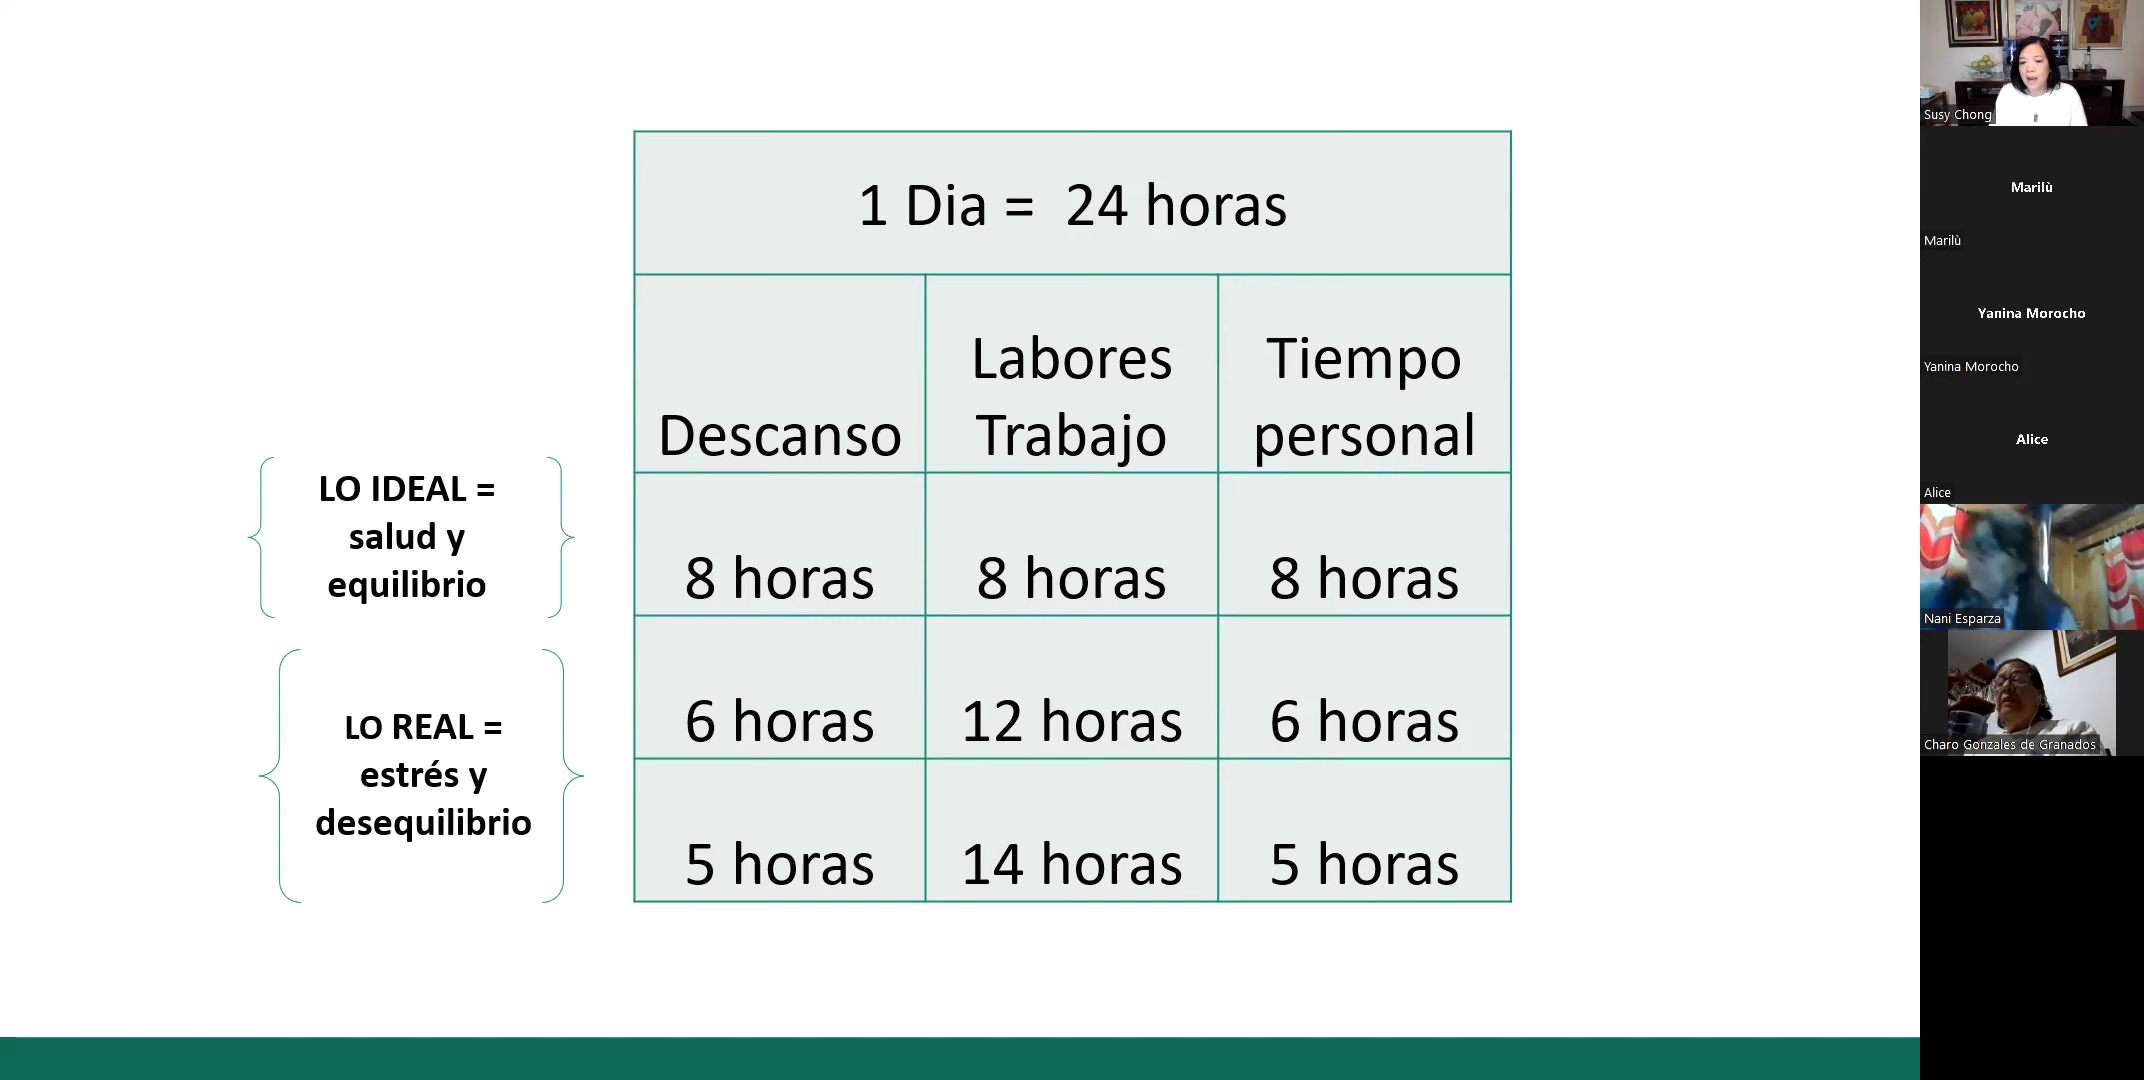 1 Dia = 24 horas
Descanso
Labores
Trabajo
Tiempo
personal
LO IDEAL =
salud y
equilibrio
8 horas
8 horas
8 horas
LO REAL =
estrés y
desequilibrio
6 horas
12 horas
6 horas
5 horas
14 horas
5 horas
Susy Chong
Marilù
Marilù
Yanina Morocho
Yanina Morocho
Alice
Alice
Nani Esparza
Charo Gonzales de Granados